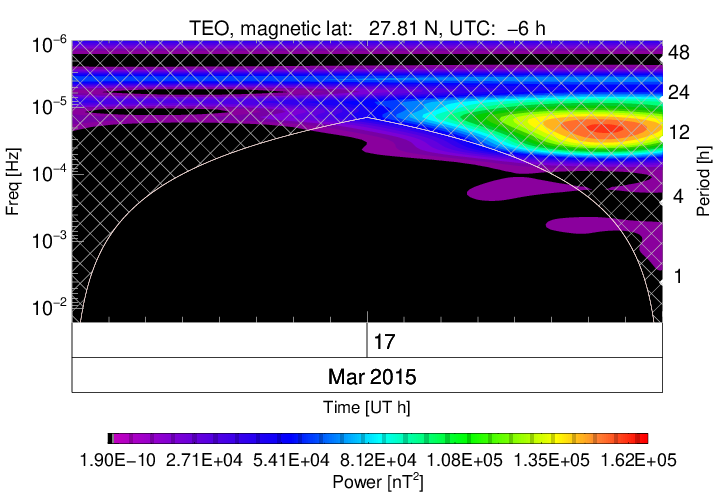 TEO, magnetic lat: 27.81 N, UTC: −6 h
Freq [Hz]
10⁻⁶
10⁻⁵
10⁻⁴
10⁻³
10⁻²
48
24
12
4
1
Period [h]
17
Mar 2015
Time [UT h]
1.90E−10 2.71E+04 5.41E+04 8.12E+04 1.08E+05 1.35E+05 1.62E+05
Power [nT²]